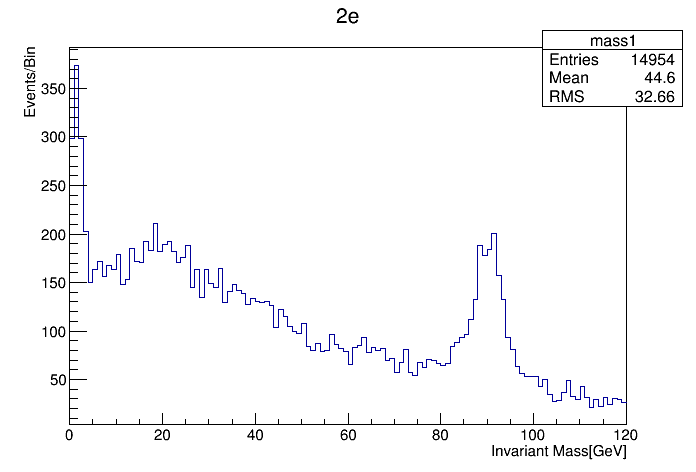 2e
mass1
Entries 14954
Mean 44.6
RMS 32.66
Events/Bin
350
300
250
200
150
100
50
0 20 40 60 80 100 120
Invariant Mass[GeV]